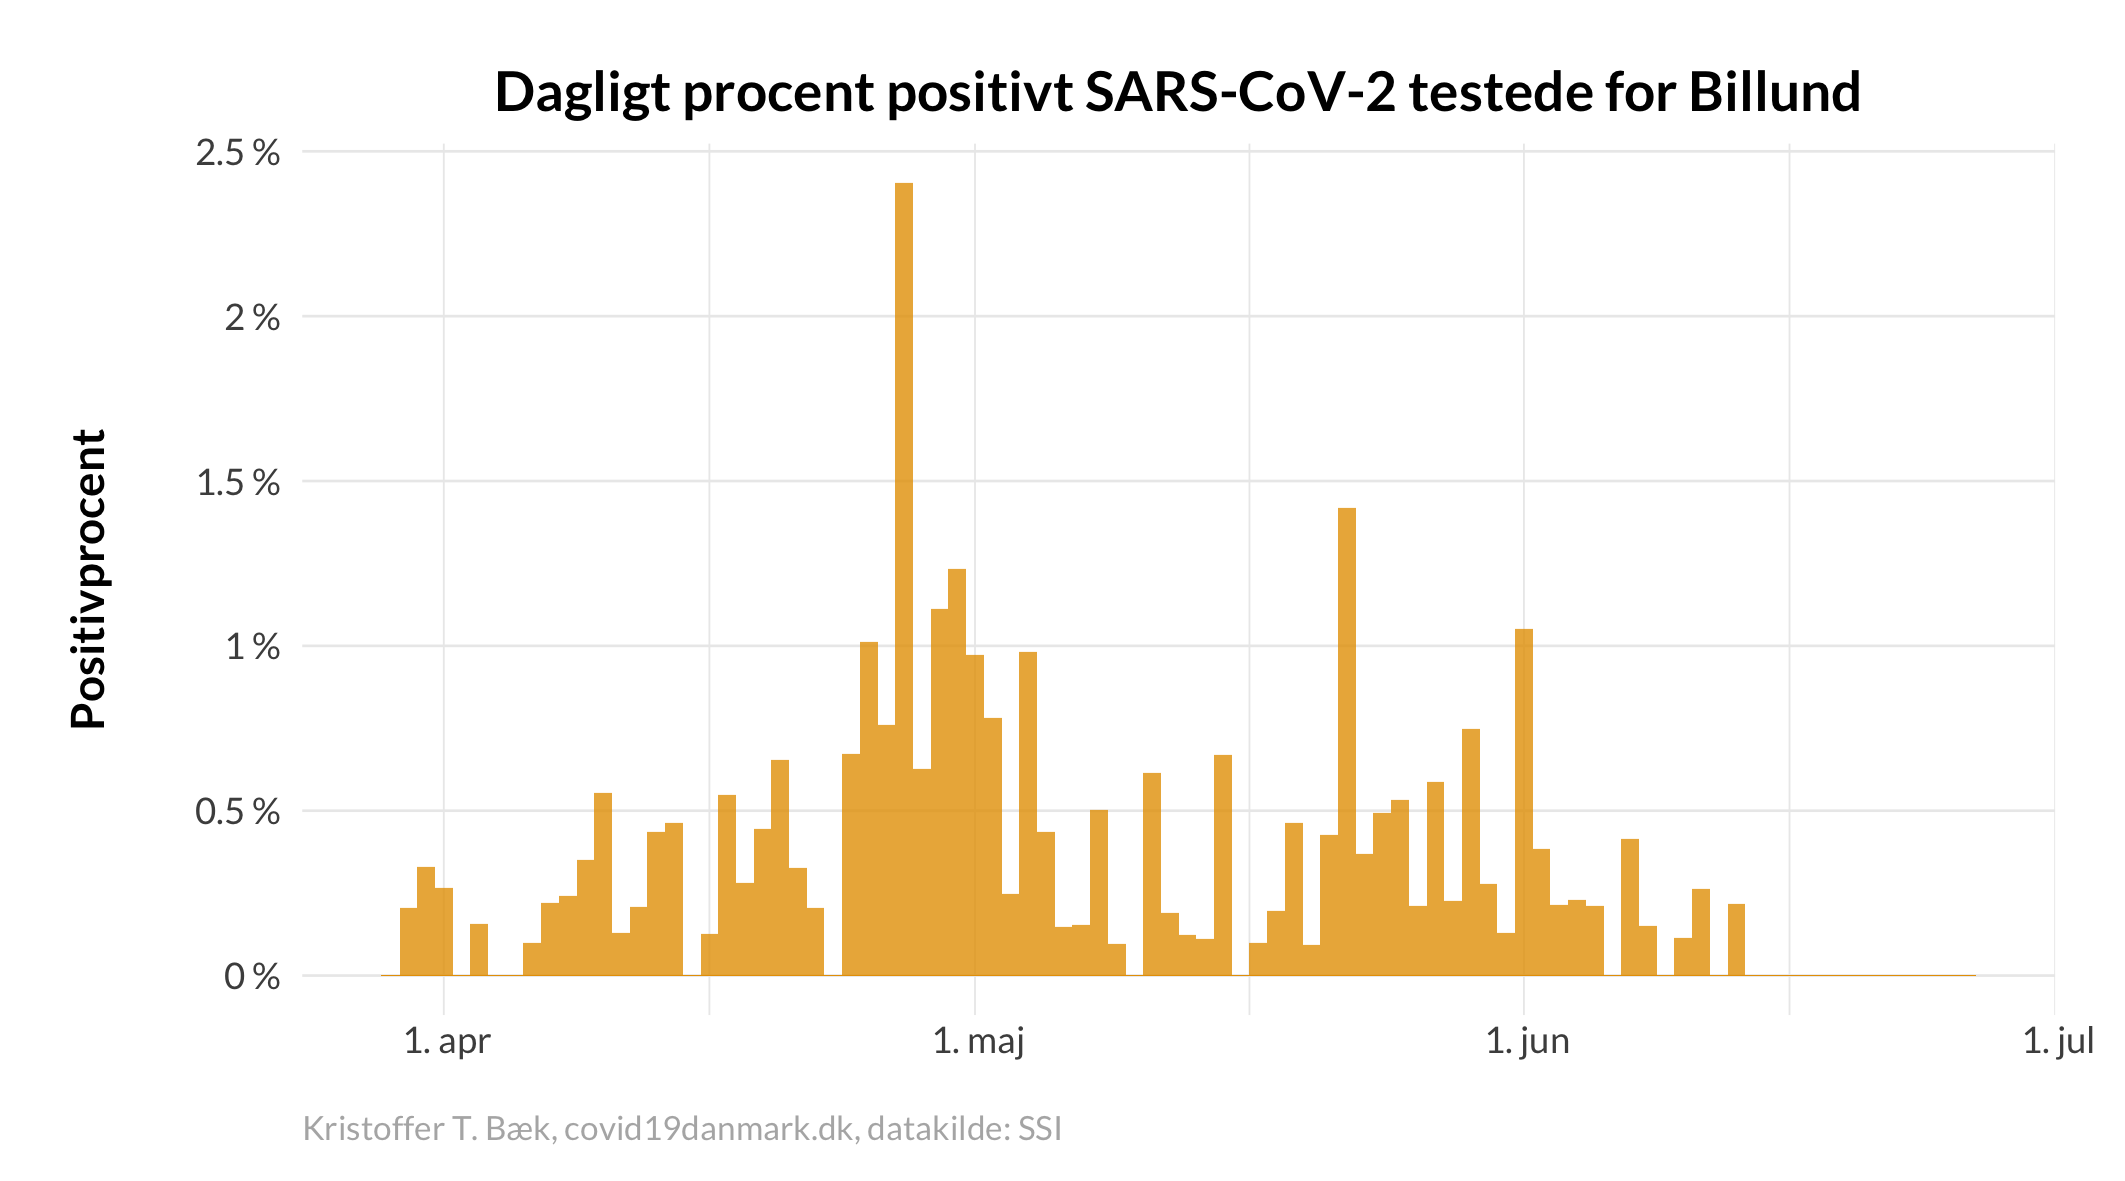 Dagligt procent positivt SARS-CoV-2 testede for Billund
2.5 %
2 %
1.5 %
1 %
0.5 %
0 %
Positivprocent
1. apr
1. maj
1. jun
1. jul
Kristoffer T. Bæk, covid19danmark.dk, datakilde: SSI